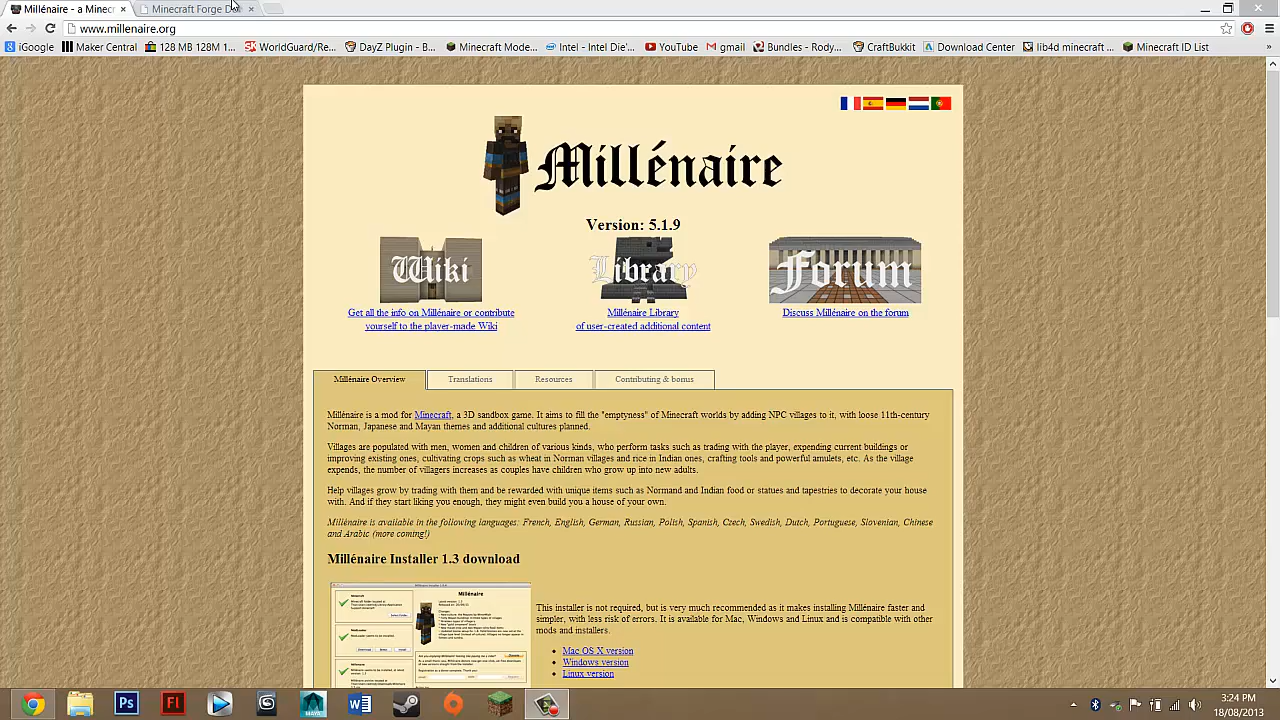 Millénaire - a Minec
Minecraft Forge D
www.millenaire.org
iGoogle
Maker Central
128 MB 128M 1...
WorldGuard/Re...
DayZ Plugin - B...
Minecraft Mode...
Intel - Intel Die'...
YouTube
gmail
Bundles - Rody...
CraftBukkit
Download Center
lib4d minecraft ...
Minecraft ID List
»
Millénaire
Version: 5.1.9
Wiki
Library
Forum
Get all the info on Millénaire or contribute
yourself to the player-made Wiki
Millénaire Library
of user-created additional content
Discuss Millénaire on the forum
Millénaire Overview
Translations
Resources
Contributing & bonus
Millénaire is a mod for Minecraft, a 3D sandbox game. It aims to fill the "emptyness" of Minecraft worlds by adding NPC villages to it, with loose 11th-century
Norman, Japanese and Mayan themes and additional cultures planned.
Villages are populated with men, women and children of various kinds, who perform tasks such as trading with the player, expending current buildings or
improving existing ones, cultivating crops such as wheat in Norman villages and rice in Indian ones, crafting tools and powerful amulets, etc. As the village
expends, the number of villagers increases as couples have children who grow up into new adults.
Help villages grow by trading with them and be rewarded with unique items such as Normand and Indian food or statues and tapestries to decorate your house
with. And if they start liking you enough, they might even build you a house of your own.
Millénaire is available in the following languages: French, English, German, Russian, Polish, Spanish, Czech, Swedish, Dutch, Portuguese, Slovenian, Chinese
and Arabic (more coming!)
Millénaire Installer 1.3 download
Millénaire
This installer is not required, but is very much recommended as it makes installing Millénaire faster and
simpler, with less risk of errors. It is available for Mac, Windows and Linux and is compatible with other
mods and installers.
Mac OS X version
Windows version
Linux version
Ps
Fl
MAYA
3:24 PM
18/08/2013